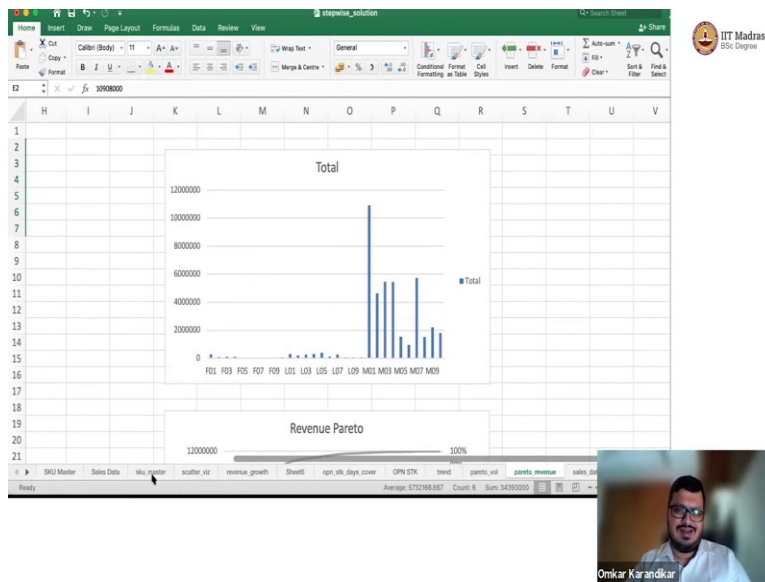 stepwise_solution
Search Sheet
Home Insert Draw Page Layout Formulas Data Review View
Share
Paste
Cut
Copy
Format
Calibri (Body) 11 A+ A-
B I U A
Wrap Text
Merge & Centre
General
%
Conditional Formatting
Format as Table
Cell Styles
Insert
Delete
Format
Auto-sum
Fill
Clear
Sort & Filter
Find & Select
IIT Madras
BSc Degree
E2 fx 10908000
H I J K L M N O P Q R S T U V
1
2
3
4
5
6
7
8
9
10
11
12
13
14
15
16
17
18
19
20
21
Total
12000000
10000000
8000000
6000000
4000000
2000000
0
F01 F03 F05 F07 F09 L01 L03 L05 L07 L09 M01 M03 M05 M07 M09
Total
Revenue Pareto
12000000 100%
SKU Master Sales Data sku_master scatter_viz revenue_growth Sheet6 opn_stk_days_cover OPN STK trend pareto_vol pareto_revenue sales_dat
Ready
Average: 5732166.667 Count: 6 Sum: 34393000
Omkar Karandikar